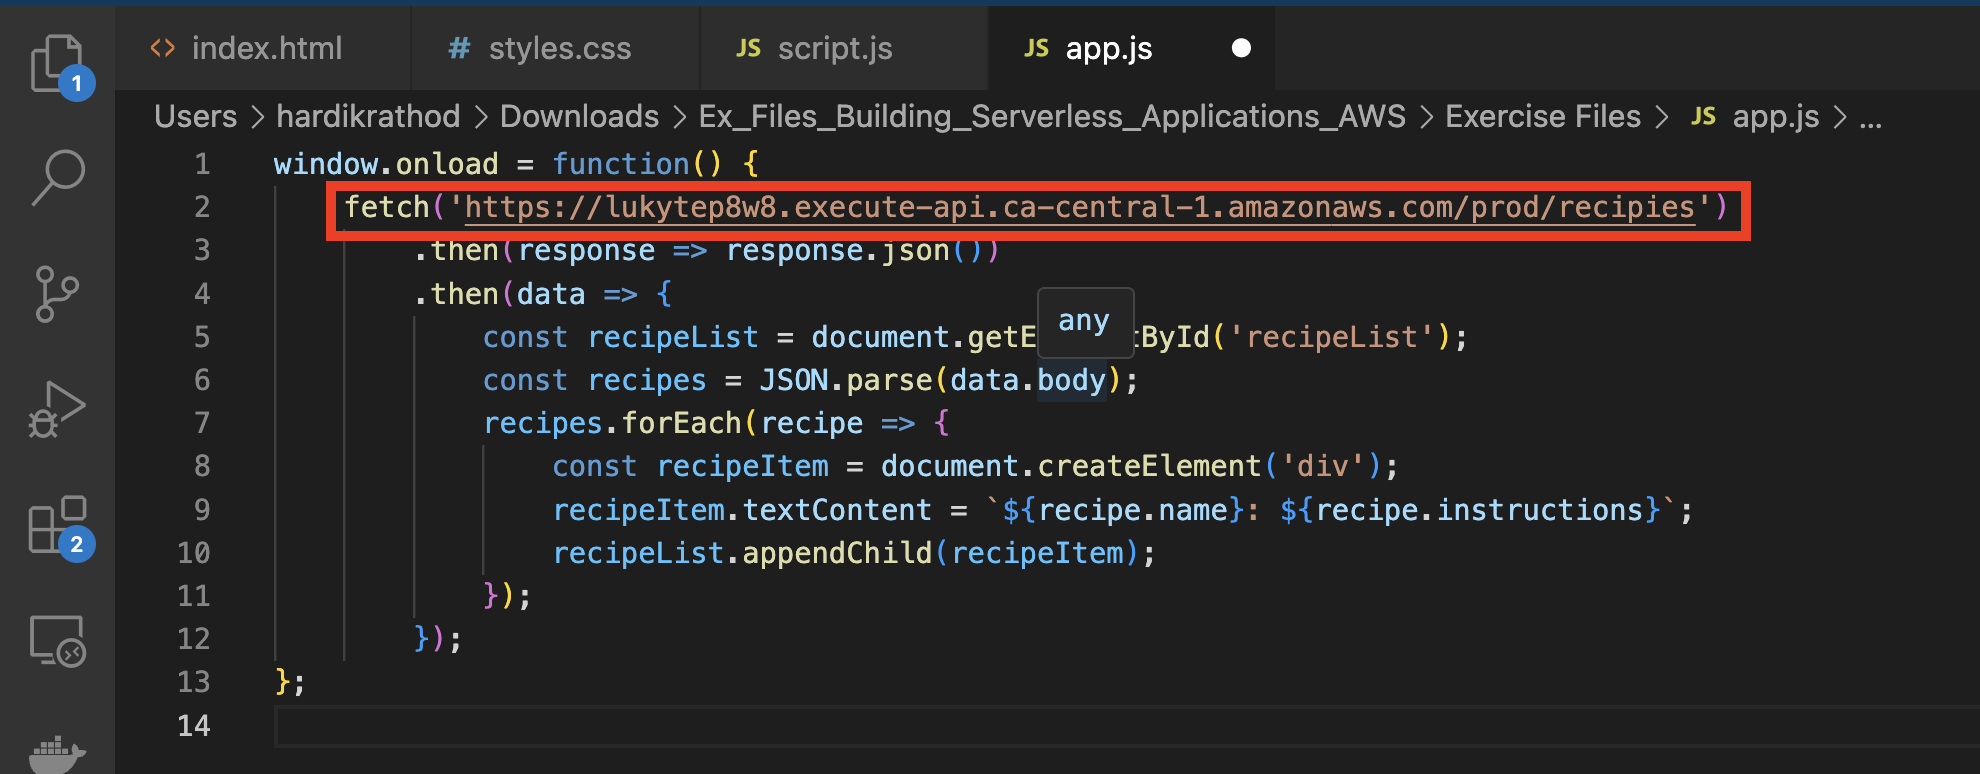 <> index.html # styles.css JS script.js JS app.js
1
Users > hardikrathod > Downloads > Ex_Files_Building_Serverless_Applications_AWS > Exercise Files > JS app.js > ...
1 window.onload = function() {
2 fetch('https://lukytep8w8.execute-api.ca-central-1.amazonaws.com/prod/recipies')
3 .then(response => response.json())
4 .then(data => {
any
5 const recipeList = document.getE tById('recipeList');
6 const recipes = JSON.parse(data.body);
7 recipes.forEach(recipe => {
8 const recipeItem = document.createElement('div');
9 recipeItem.textContent = `${recipe.name}: ${recipe.instructions}`;
2
10 recipeList.appendChild(recipeItem);
11 });
12 });
13 };
14